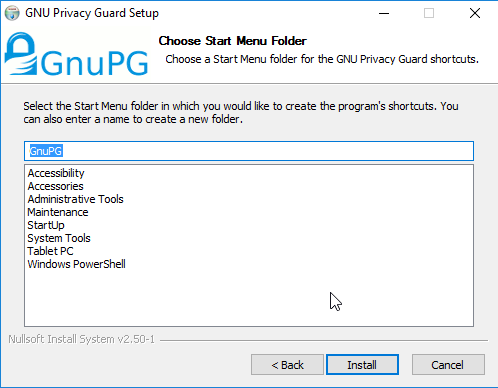 GNU Privacy Guard Setup
GnuPG
Choose Start Menu Folder
Choose a Start Menu folder for the GNU Privacy Guard shortcuts.
Select the Start Menu folder in which you would like to create the program's shortcuts. You
can also enter a name to create a new folder.
GnuPG
Accessibility
Accessories
Administrative Tools
Maintenance
StartUp
System Tools
Tablet PC
Windows PowerShell
Nullsoft Install System v2.50-1
< Back
Install
Cancel